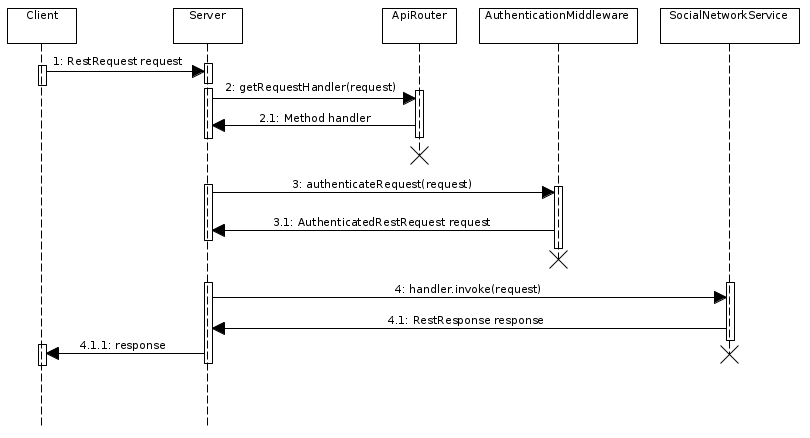 Client
Server
ApiRouter
AuthenticationMiddleware
SocialNetworkService
1: RestRequest request
2: getRequestHandler(request)
2.1: Method handler
3: authenticateRequest(request)
3.1: AuthenticatedRestRequest request
4: handler.invoke(request)
4.1: RestResponse response
4.1.1: response